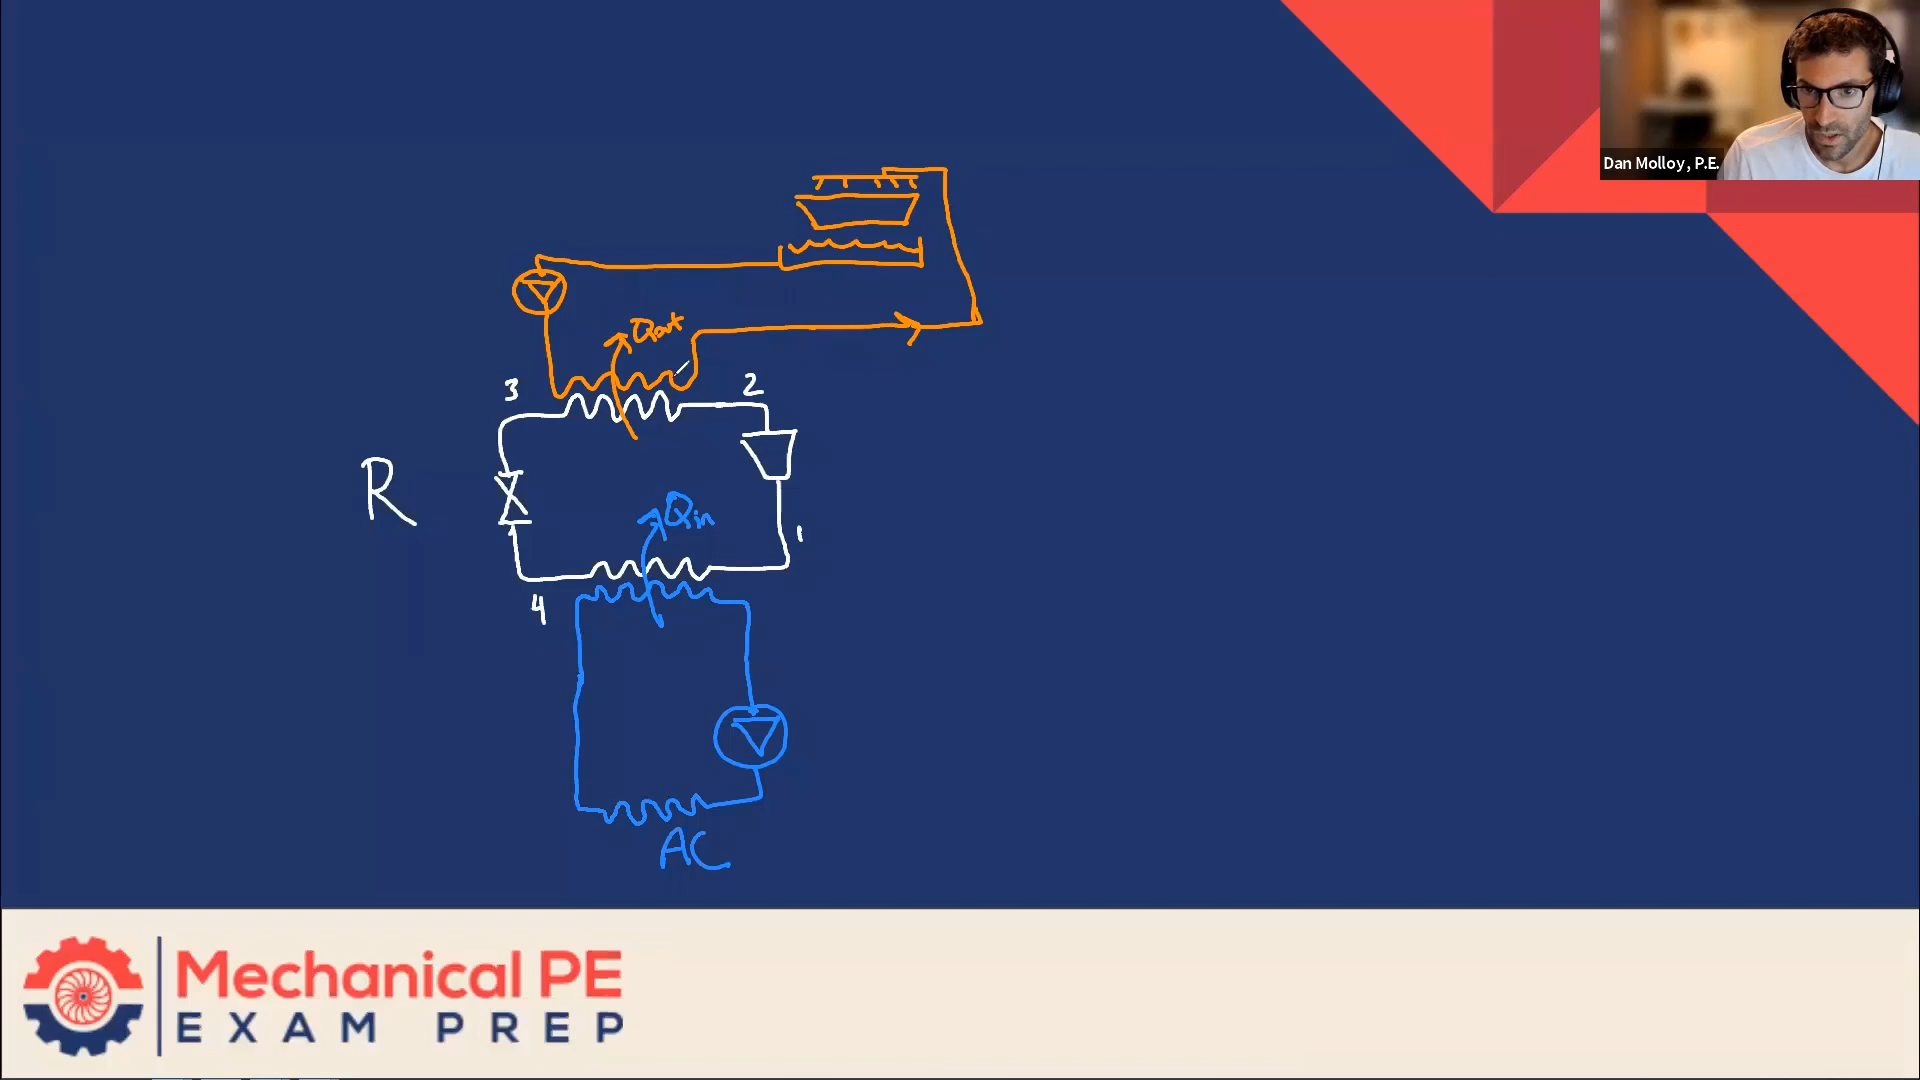 Dan Molloy, P.E.
Qout
3
2
R
Qin
1
4
AC
Mechanical PE
EXAM PREP